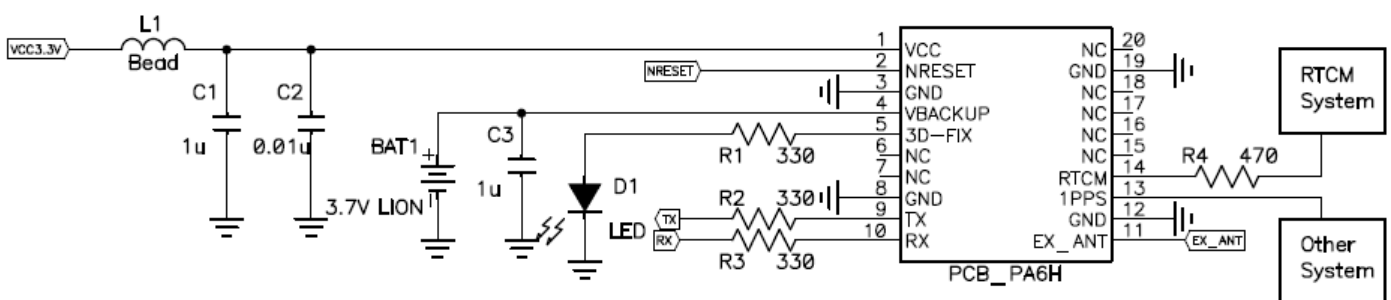 L1
VCC3.3V
Bead
C1
1u
C2
0.01u
BAT1
+
3.7V LION
C3
1u
D1
LED
R1 330
R2 330
R3 330
NRESET
TX
RX
1 VCC
2 NRESET
3 GND
4 VBACKUP
5 3D-FIX
6 NC
7 NC
8 GND
9 TX
10 RX
NC 20
GND 19
NC 18
NC 17
NC 16
NC 15
RTCM 14
1PPS 13
GND 12
EX_ANT 11
PCB_PA6H
R4 470
EX_ANT
RTCM
System
Other
System